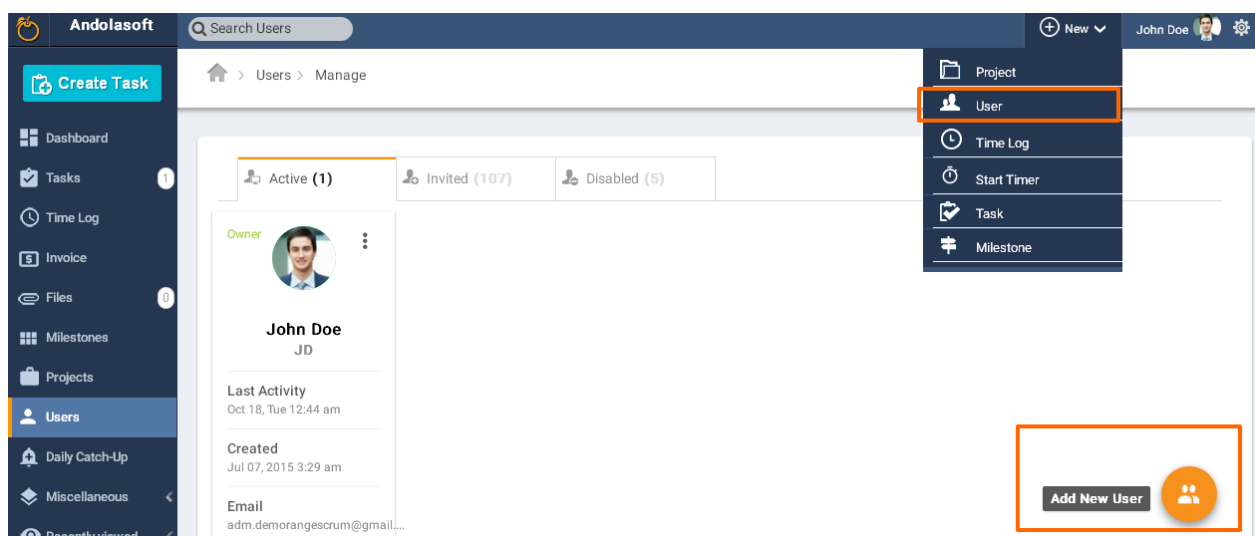 Andolasoft
Search Users
New
John Doe
Create Task
Users > Manage
Project
User
Time Log
Start Timer
Task
Milestone
Dashboard
Tasks 1
Time Log
Invoice
Files 0
Milestones
Projects
Users
Daily Catch-Up
Miscellaneous
Recently viewed
Active (1)
Invited (107)
Disabled (5)
Owner
John Doe
JD
Last Activity
Oct 18, Tue 12:44 am
Created
Jul 07, 2015 3:29 am
Email
adm.demorangescrum@gmail....
Add New User